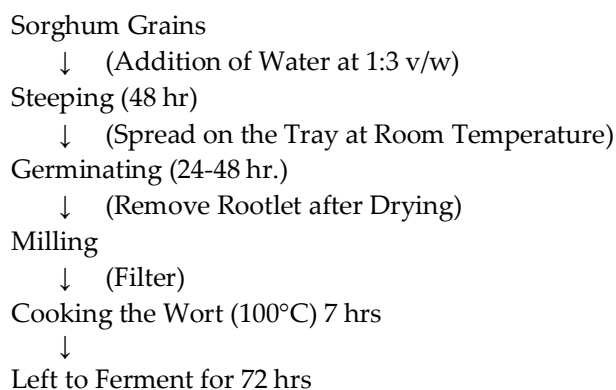 Sorghum Grains
↓ (Addition of Water at 1:3 v/w)
Steeping (48 hr)
↓ (Spread on the Tray at Room Temperature)
Germinating (24-48 hr.)
↓ (Remove Rootlet after Drying)
Milling
↓ (Filter)
Cooking the Wort (100°C) 7 hrs
↓
Left to Ferment for 72 hrs